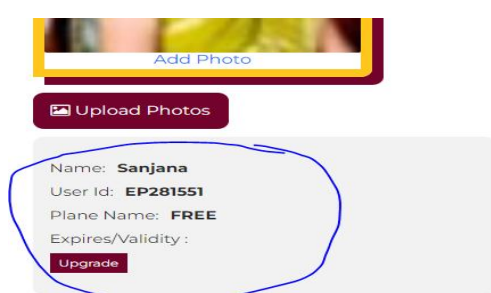 Add Photo
Upload Photos
Name: Sanjana
User Id: EP281551
Plane Name: FREE
Expires/Validity :
Upgrade